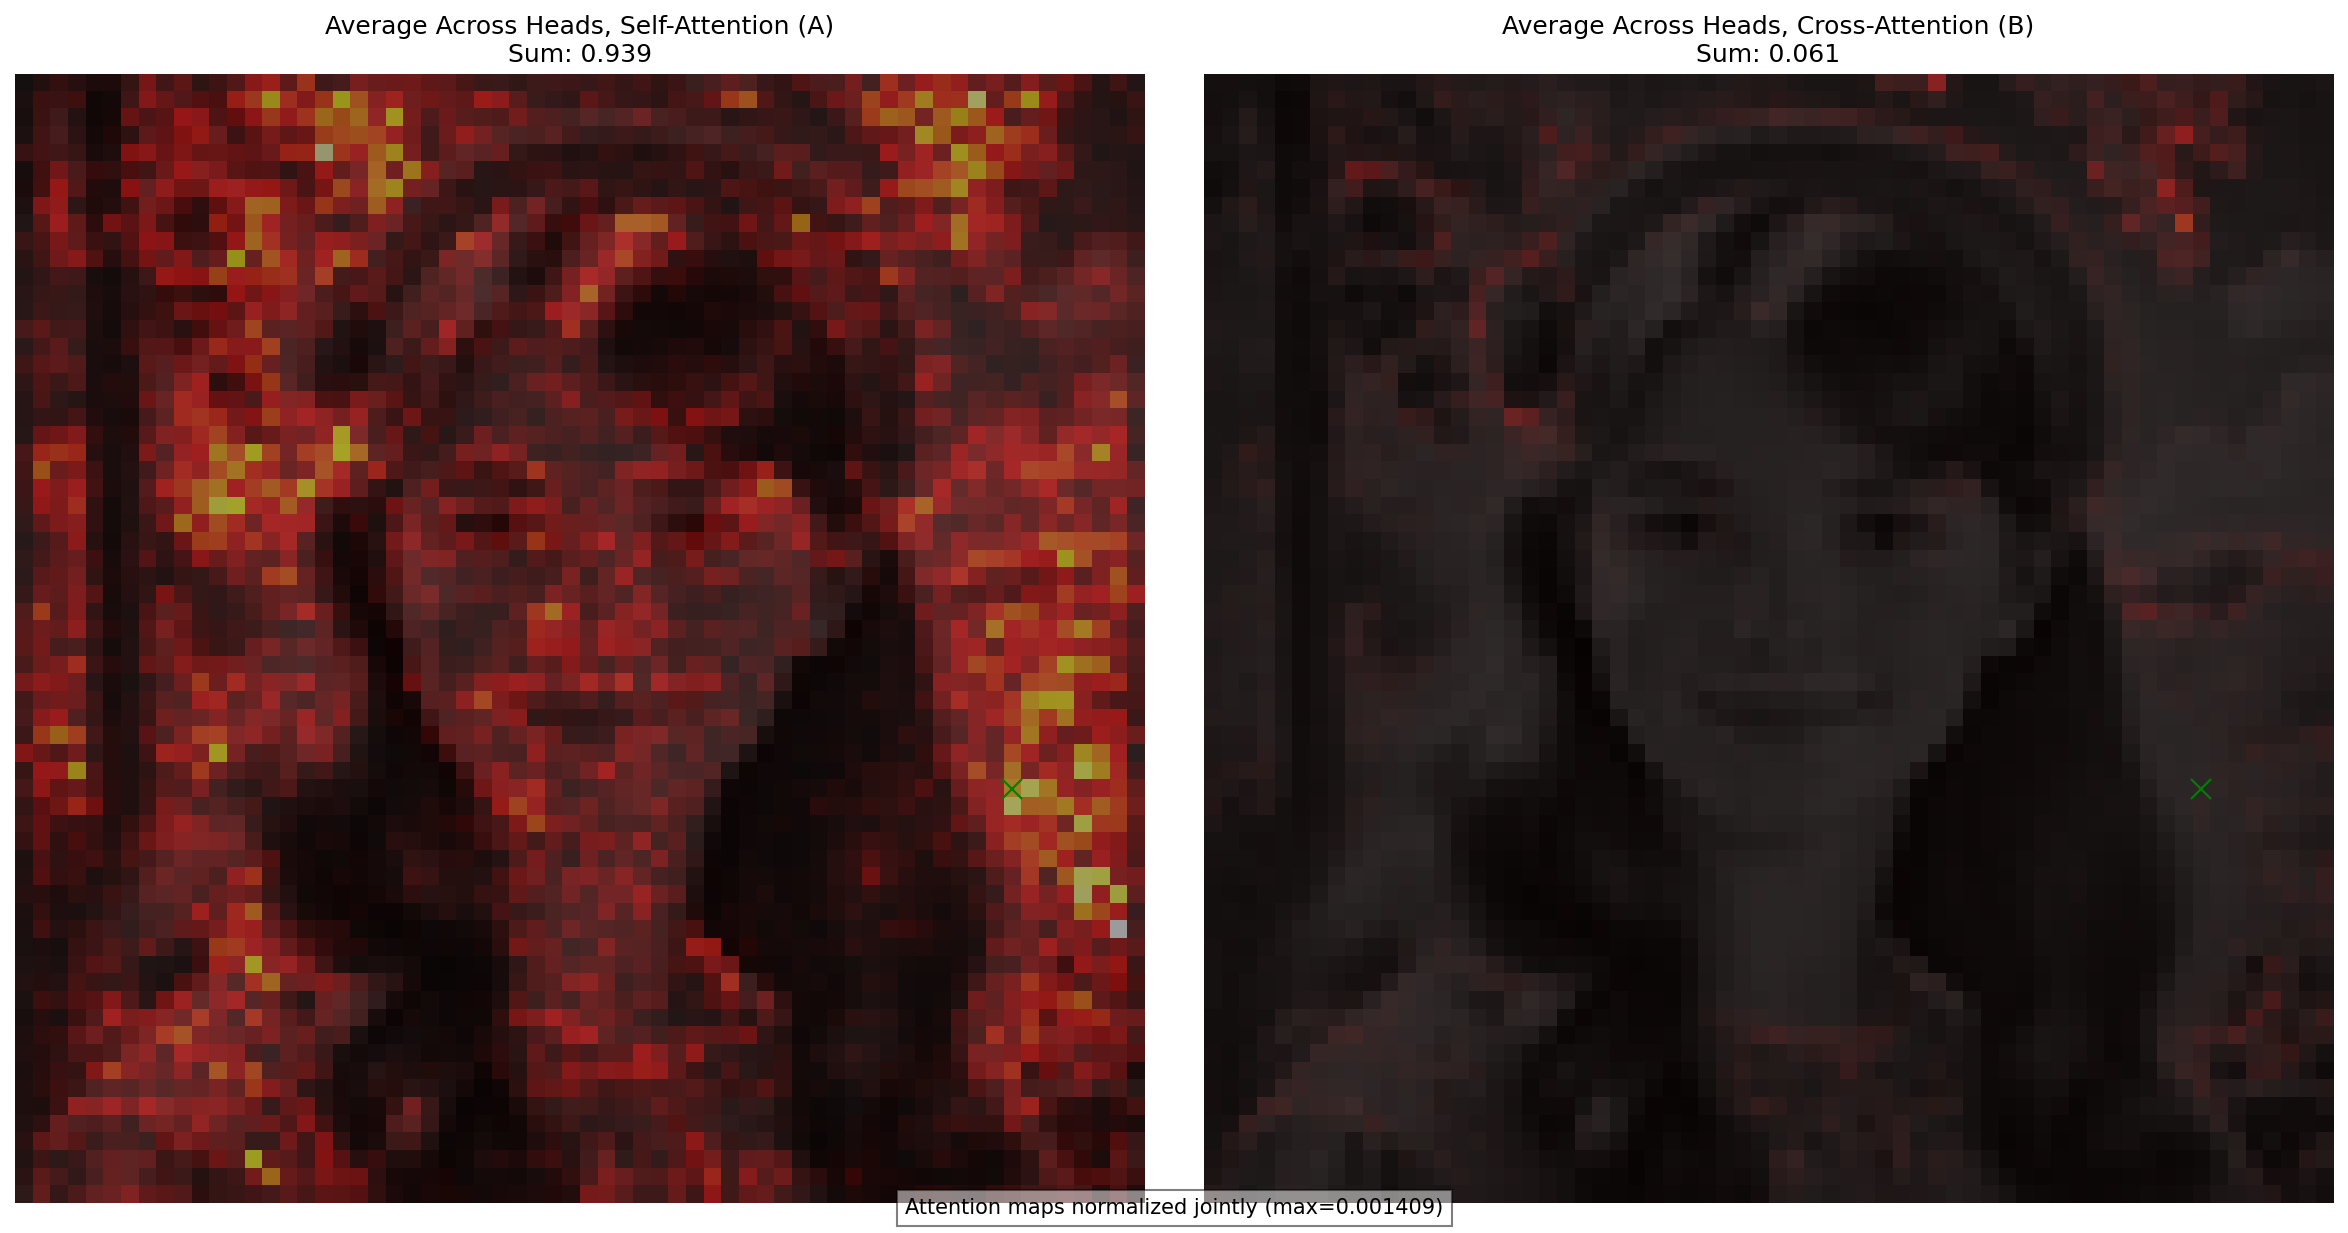 Average Across Heads, Self-Attention (A)
Sum: 0.939
Average Across Heads, Cross-Attention (B)
Sum: 0.061
Attention maps normalized jointly (max=0.001409)